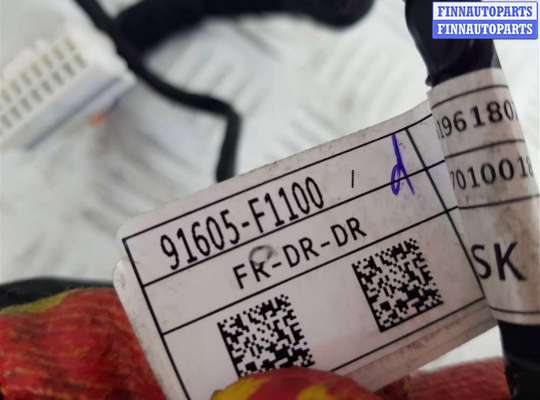 FINNAUTOPARTS
FINNAUTOPARTS
91605-F1100 /
FR-DR-DR
SK